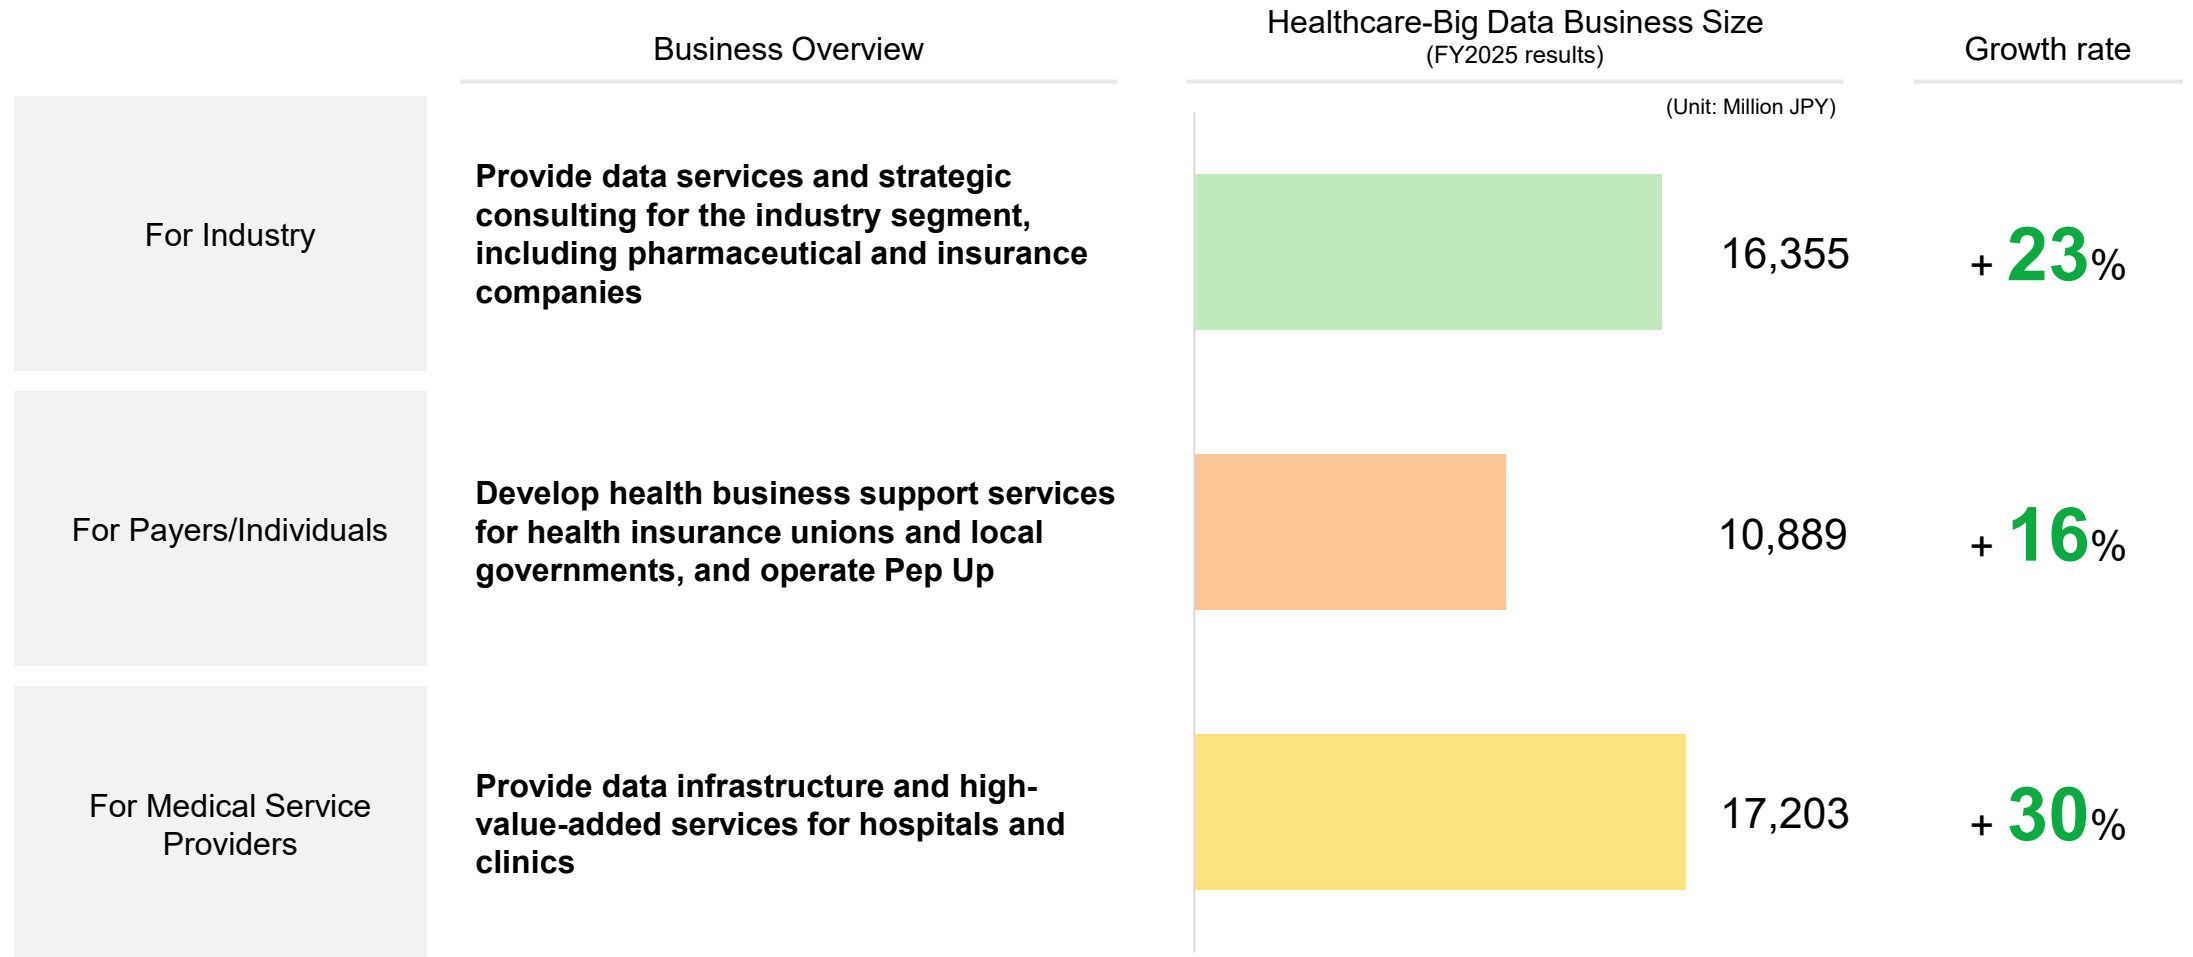 Business Overview
Healthcare-Big Data Business Size
(FY2025 results)
Growth rate
(Unit: Million JPY)
For Industry
Provide data services and strategic
consulting for the industry segment,
including pharmaceutical and insurance
companies
16,355
+ 23%
For Payers/Individuals
Develop health business support services
for health insurance unions and local
governments, and operate Pep Up
10,889
+ 16%
For Medical Service
Providers
Provide data infrastructure and high-
value-added services for hospitals and
clinics
17,203
+ 30%